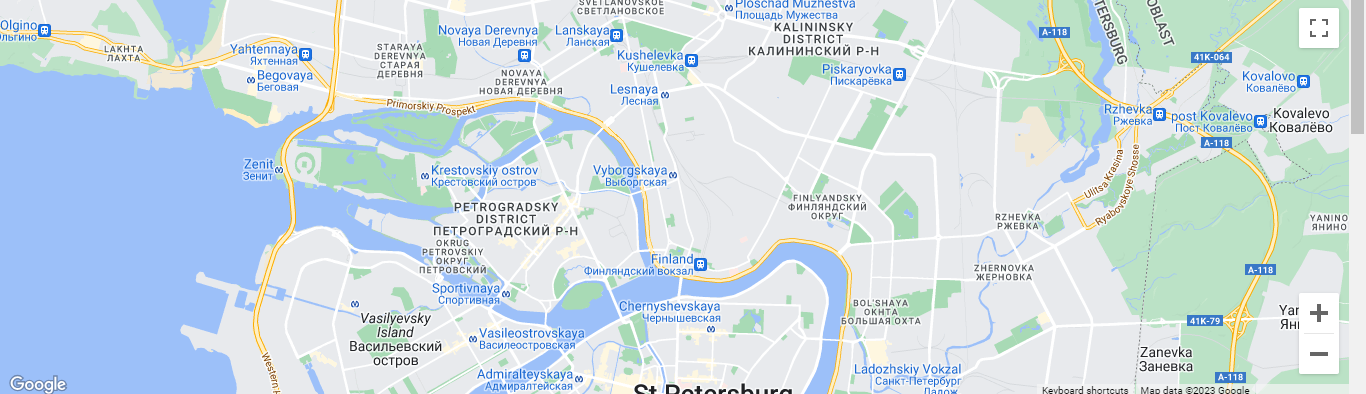 SVETLANOVSKOE
СВЕТЛАНОВСКОЕ
Ploschad Muzhestva
Площадь Мужества
Olgino
Ольгино
LAKHTA
ЛАХТА
Yahtennaya
Яхтенная
Begovaya
Беговая
STARAYA
DEREVNYA
СТАРАЯ
ДЕРЕВНЯ
Novaya Derevnya
Новая Деревня
NOVAYA
DEREVNYA
НОВАЯ ДЕРЕВНЯ
Lanskaya
Ланская
Kushelevka
Кушелевка
Lesnaya
Лесная
KALININSKY
DISTRICT
КАЛИНИНСКИЙ Р-Н
Piskaryovka
Пискарёвка
A-118
PETERSBURG
OBLAST
41K-064
Kovalovo
Ковалёво
Rzhevka
Ржевка
post Kovalevo
Пост Ковалёво
Kovalevo
Ковалёво
A-118
Primorskiy Prospekt
Zenit
Зенит
Krestovskiy ostrov
Крестовский остров
Vyborgskaya
Выборгская
PETROGRADSKY
DISTRICT
ПЕТРОГРАДСКИЙ Р-Н
OKRUG
PETROVSKIY
ОКРУГ
ПЕТРОВСКИЙ
FINLYANDSKY
ФИНЛЯНДСКИЙ
ОКРУГ
Ulitsa Krasina
Ryabovskoye Shosse
RZHEVKA
РЖЕВКА
YANINO
ЯНИНО
Finland
Финляндский вокзал
ZHERNOVKA
ЖЕРНОВКА
A-118
Sportivnaya
Спортивная
Chernyshevskaya
Чернышевская
BOL'SHAYA
OKHTA
БОЛЬШАЯ ОХТА
41K-79
Vasilyevsky
Island
Васильевский
остров
Vasileostrovskaya
Василеостровская
Admiralteyskaya
Адмиралтейская
St Petersburg
Ladozhskiy Vokzal
Санкт-Петербург
Ладож
Zanevka
Заневка
A-118
Google
Keyboard shortcuts
Map data ©2023 Google